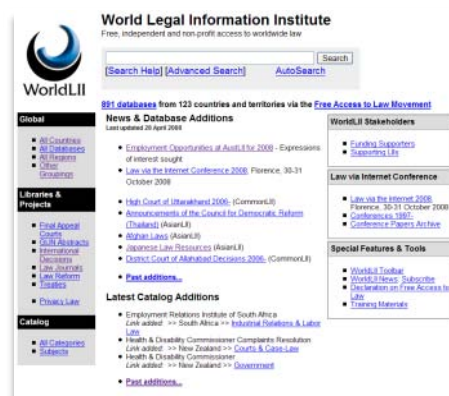 World Legal Information Institute
Free, independent and non-profit access to worldwide law
Search
[Search Help] [Advanced Search] AutoSearch
WorldLII
891 databases from 123 countries and territories via the Free Access to Law Movement
Global
All Countries
All Databases
All Regions
Other
Groupings
Libraries &
Projects
Final Appeal
Courts
GUN Abstracts
International
Decisions
Law Journals
Law Reform
Treaties
Privacy Law
Catalog
All Categories
Subjects
News & Database Additions
Last updated 20 April 2008
Employment Opportunities at AustLII for 2008 - Expressions
of interest sought
Law via the Internet Conference 2008, Florence, 30-31
October 2008
High Court of Uttarakhand 2006- (CommonLII)
Announcements of the Council for Democratic Reform
(Thailand) (AsianLII)
Afghan Laws (AsianLII)
Japanese Law Resources (AsianLII)
District Court of Allahabad Decisions 2006- (CommonLII)
Past additions...
Latest Catalog Additions
Employment Relations Institute of South Africa
Link added: >> South Africa >> Industrial Relations & Labor
Law
Health & Disability Commissioner Complaints Resolution
Link added: >> New Zealand >> Courts & Case-Law
Health & Disability Commissioner
Link added: >> New Zealand >> Government
Past additions...
WorldLII Stakeholders
Funding Supporters
Supporting LIIs
Law via Internet Conference
Law via the internet 2008,
Florence, 30-31 October 2008
Conferences 1997-
Conference Papers Archive
Special Features & Tools
WorldLII Toolbar
WorldLII News: Subscribe
Declaration on Free Access to
Law
Training Materials